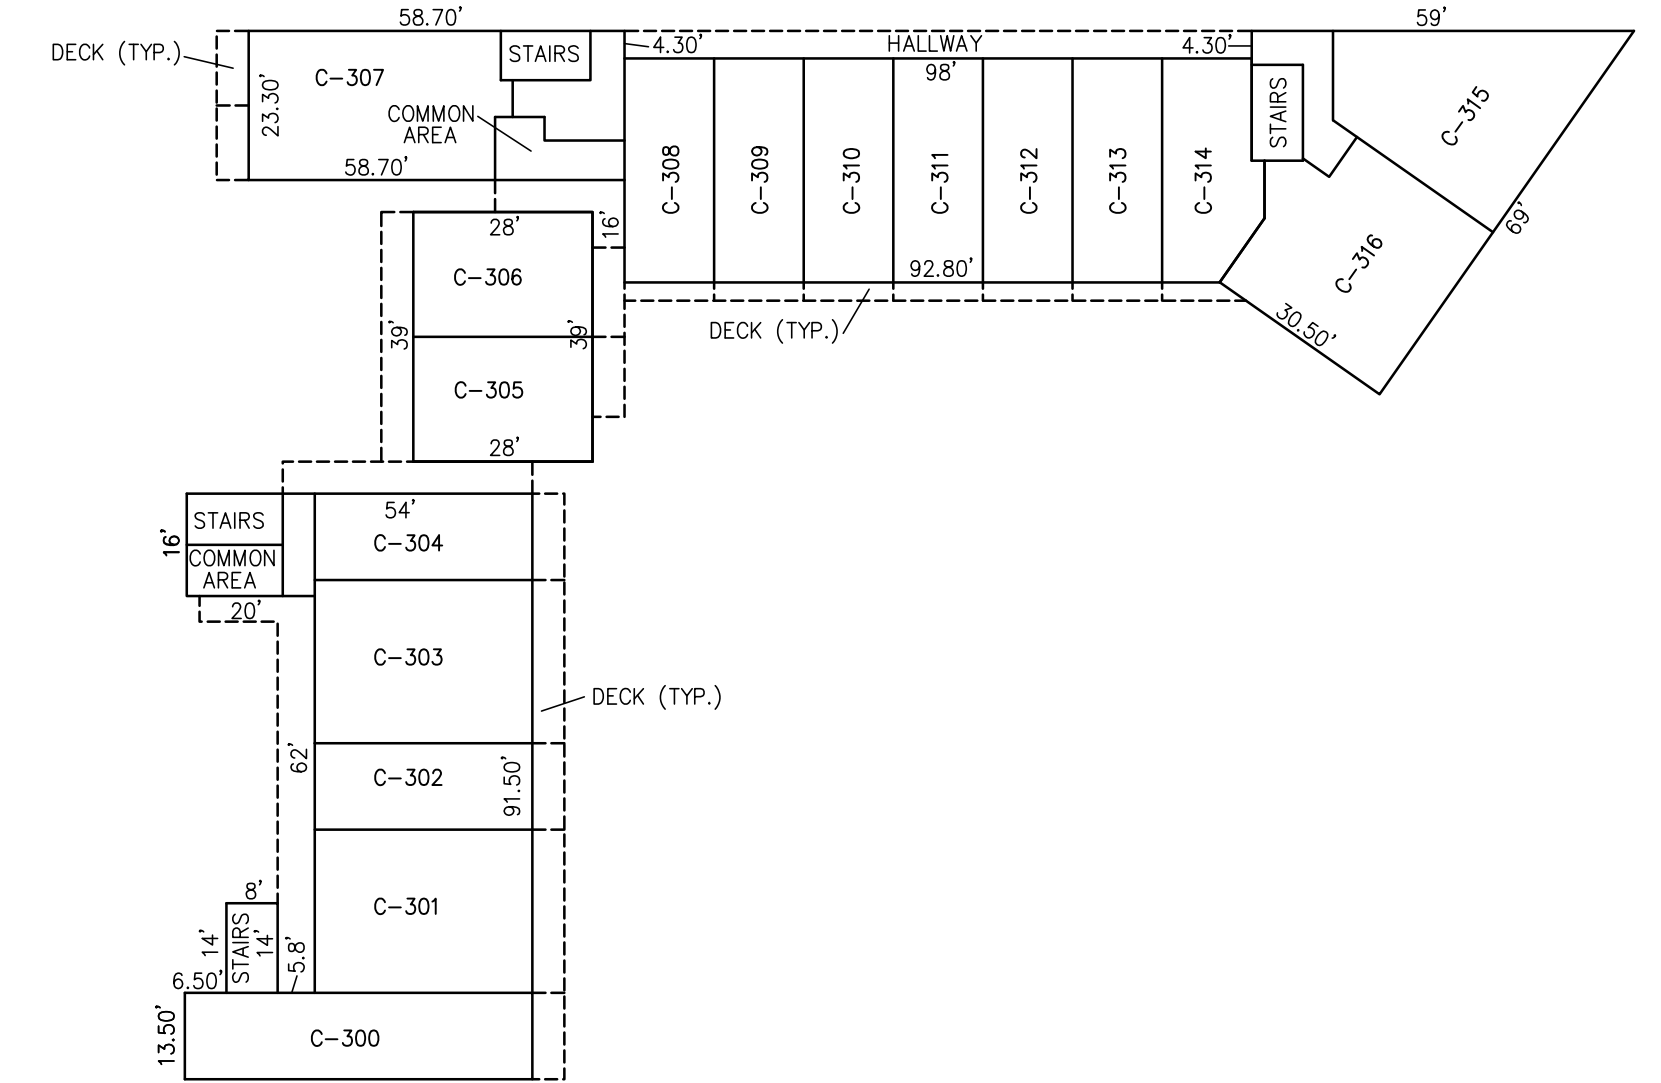 58.70'
59'
DECK (TYP.)
STAIRS
4.30'
HALLWAY
4.30'
C-307
23.30'
98'
COMMON
AREA
STAIRS
C-315
58.70'
C-308
C-309
C-310
C-311
C-312
C-313
C-314
28'
16'
69'
C-306
92.80'
C-316
39'
39'
DECK (TYP.)
30.50'
C-305
28'
54'
STAIRS
16'
C-304
COMMON
AREA
20'
C-303
DECK (TYP.)
62'
C-302
91.50'
8'
C-301
14'
STAIRS
14'
5.8'
6.50'
13.50'
C-300